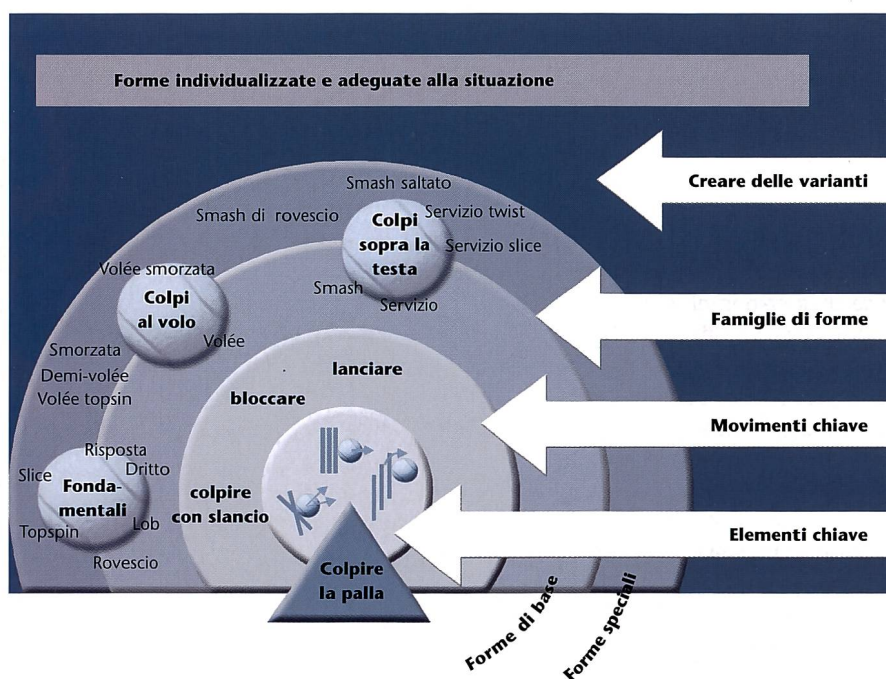 Forme individualizzate e adeguate alla situazione
Creare delle varianti
Smash saltato
Smash di rovescio
Colpi
sopra la
testa
Servizio twist
Servizio slice
Smash
Servizio
Volée smorzata
Colpi
al volo
Volée
Smorzata
Demi-volée
Volée topsin
Famiglie di forme
lanciare
bloccare
Movimenti chiave
Risposta
Dritto
Slice
Fonda-
mentali
Topspin
Lob
Rovescio
colpire
con slancio
Elementi chiave
Colpire
la palla
Forme di base
Forme speciali